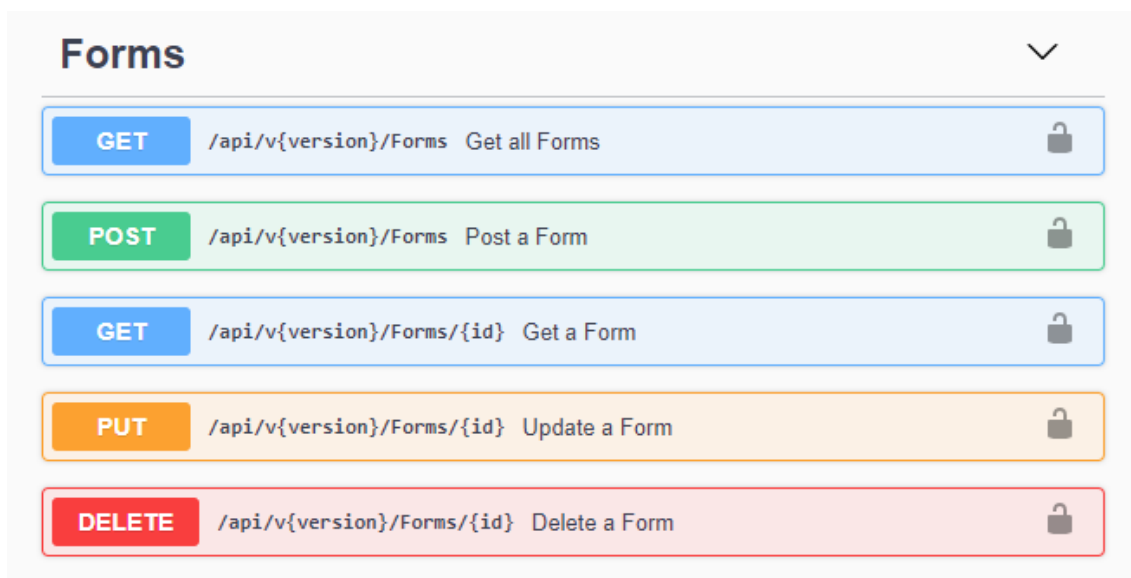 Forms
GET /api/v{version}/Forms Get all Forms
POST /api/v{version}/Forms Post a Form
GET /api/v{version}/Forms/{id} Get a Form
PUT /api/v{version}/Forms/{id} Update a Form
DELETE /api/v{version}/Forms/{id} Delete a Form